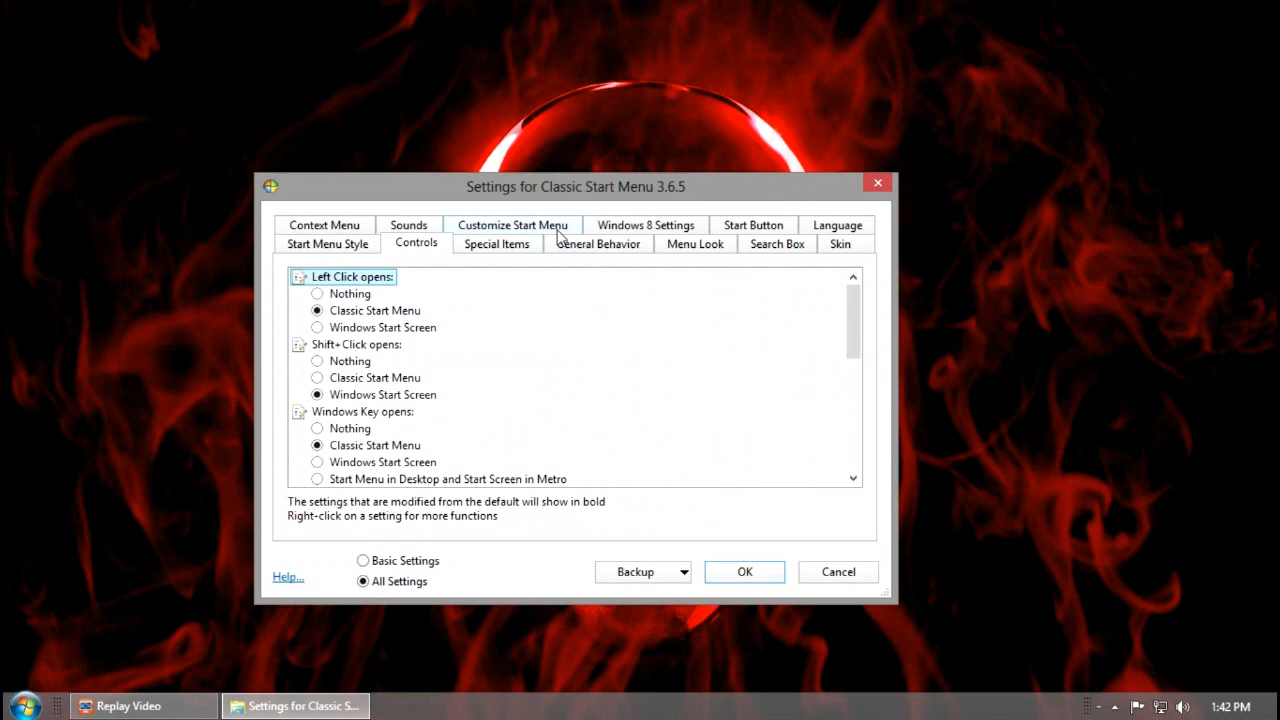 Settings for Classic Start Menu 3.6.5
Context Menu Sounds Customize Start Menu Windows 8 Settings Start Button Language
Start Menu Style Controls Special Items General Behavior Menu Look Search Box Skin
Left Click opens:
Nothing
Classic Start Menu
Windows Start Screen
Shift+Click opens:
Nothing
Classic Start Menu
Windows Start Screen
Windows Key opens:
Nothing
Classic Start Menu
Windows Start Screen
Start Menu in Desktop and Start Screen in Metro
The settings that are modified from the default will show in bold
Right-click on a setting for more functions
Basic Settings
All Settings
Help...
Backup OK Cancel
Replay Video Settings for Classic S... 1:42 PM